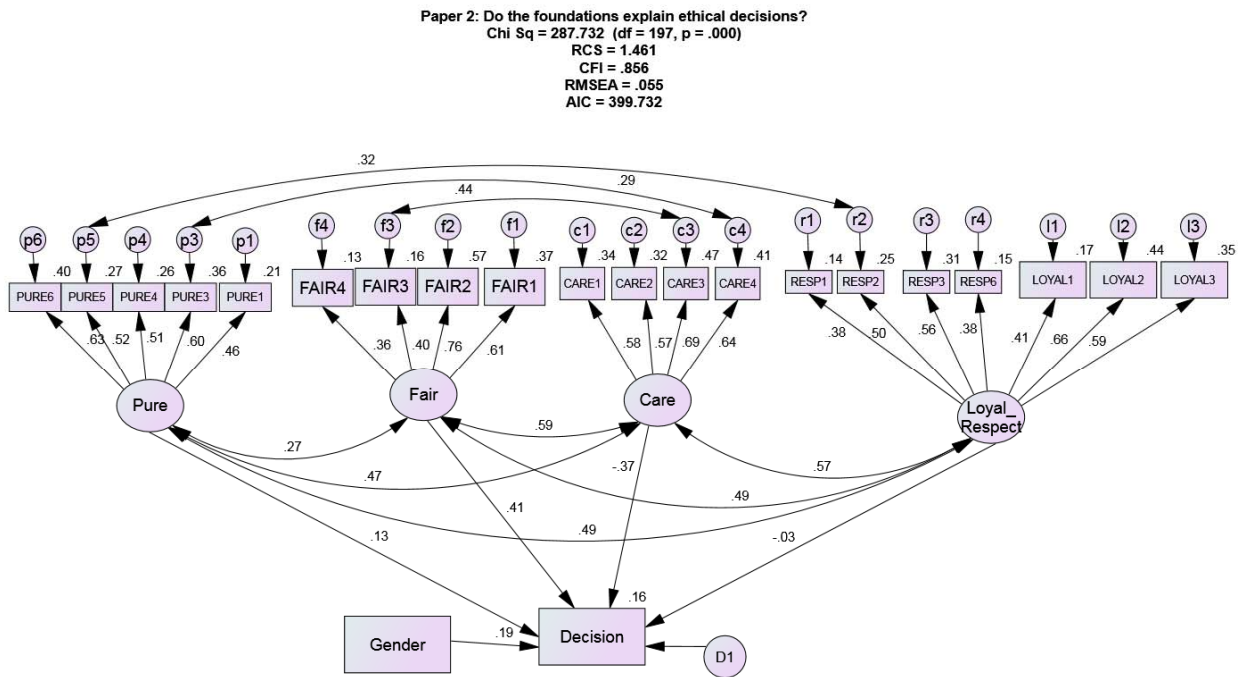 Paper 2: Do the foundations explain ethical decisions?
Chi Sq = 287.732 (df = 197, p = .000)
RCS = 1.461
CFI = .856
RMSEA = .055
AIC = 399.732
.32
.44
.29
p6
p5
p4
p3
p1
f4
f3
f2
f1
c1
c2
c3
c4
r1
r2
r3
r4
l1
l2
l3
.40
.27
.26
.36
.21
.13
.16
.57
.37
.34
.32
.47
.41
.14
.25
.31
.15
.17
.44
.35
PURE6
PURE5
PURE4
PURE3
PURE1
FAIR4
FAIR3
FAIR2
FAIR1
CARE1
CARE2
CARE3
CARE4
RESP1
RESP2
RESP3
RESP6
LOYAL1
LOYAL2
LOYAL3
.63
.52
.51
.60
.46
.36
.40
.76
.61
.58
.57
.69
.64
.38
.50
.56
.38
.41
.66
.59
Pure
Fair
Care
Loyal_
Respect
.27
.59
.47
-.37
.57
.49
.41
.49
.13
-.03
.16
Gender
.19
Decision
D1